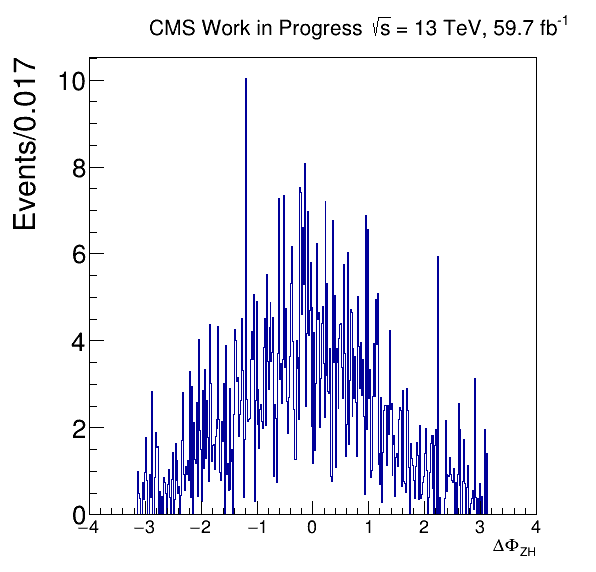 CMS Work in Progress √s = 13 TeV, 59.7 fb⁻¹
Events/0.017
10
8
6
4
2
0
−4 −3 −2 −1 0 1 2 3 4
ΔΦ_ZH